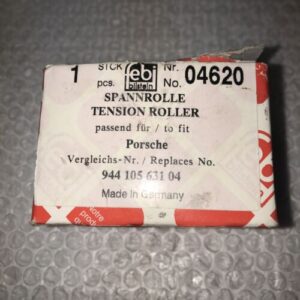 1 STCK febi Nr. 04620
pcs. bilstein No.
SPANNROLLE
TENSION ROLLER
passend für / to fit
Porsche
Vergleichs-Nr. / Replaces No.
944 105 631 04
Made in Germany